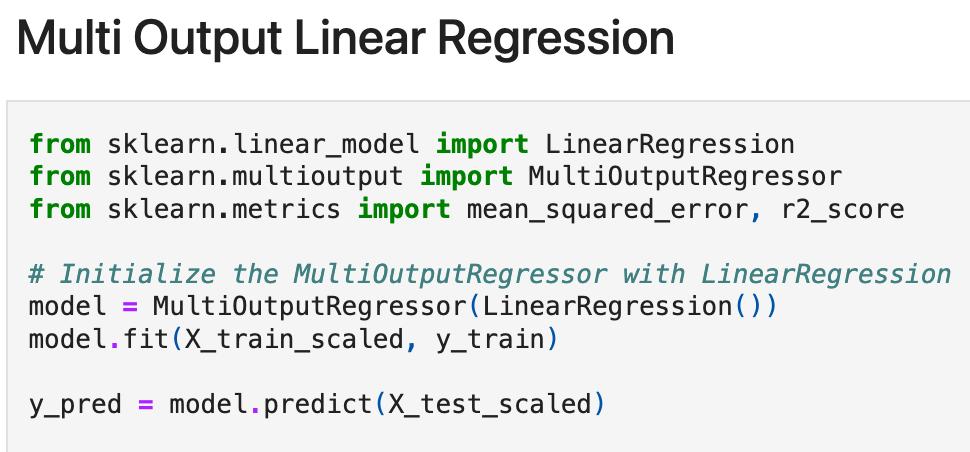 Multi Output Linear Regression
from sklearn.linear_model import LinearRegression
from sklearn.multioutput import MultiOutputRegressor
from sklearn.metrics import mean_squared_error, r2_score
# Initialize the MultiOutputRegressor with LinearRegression
model = MultiOutputRegressor(LinearRegression())
model.fit(X_train_scaled, y_train)
y_pred = model.predict(X_test_scaled)